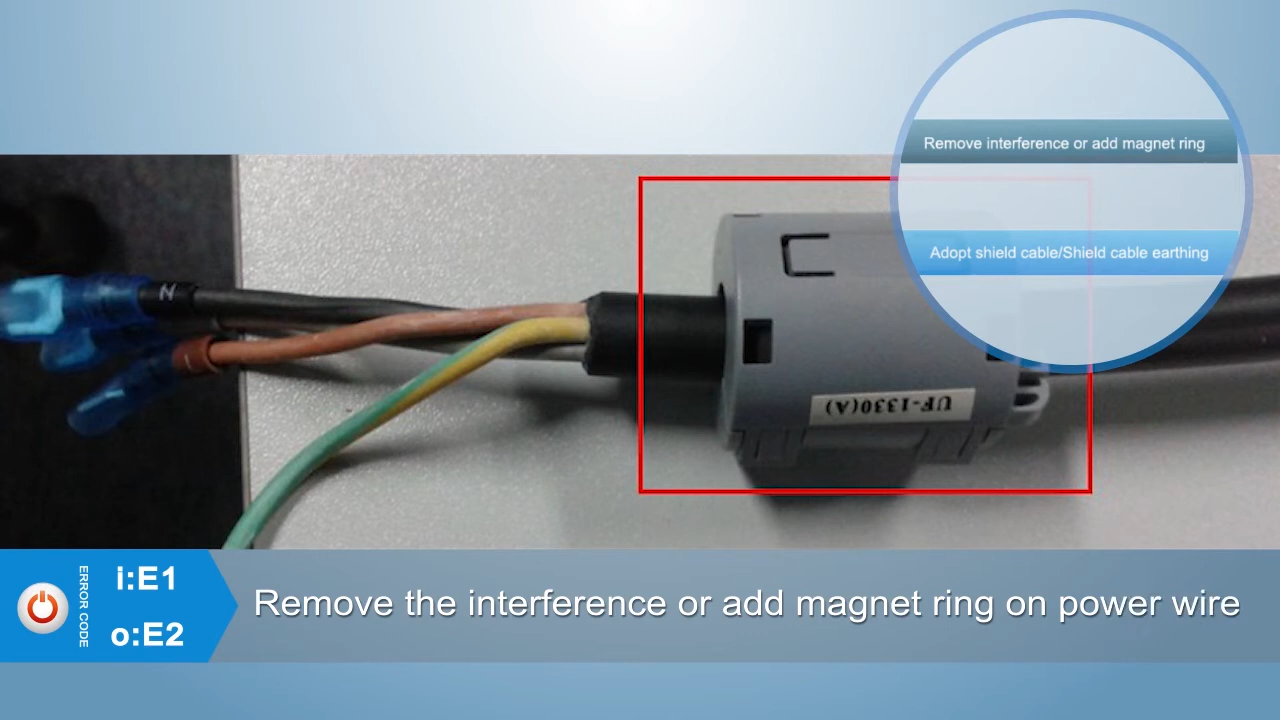 Remove interference or add magnet ring
Adopt shield cable/Shield cable earthing
N
UF-1330(A)
ERROR CODE
i:E1
o:E2
Remove the interference or add magnet ring on power wire